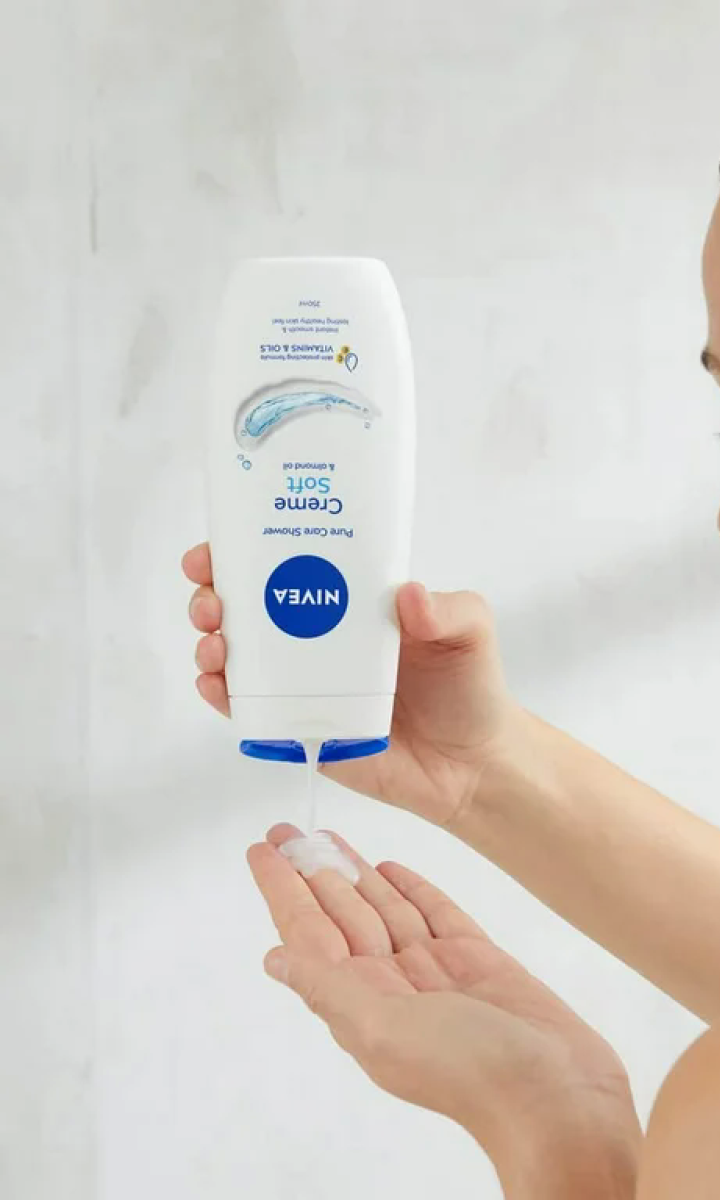 NIVEA
Pure Care Shower
Creme
Soft
& almond oil
skin protecting formula
VITAMINS & OILS
instant smooth &
lasting healthy skin feel
250ml